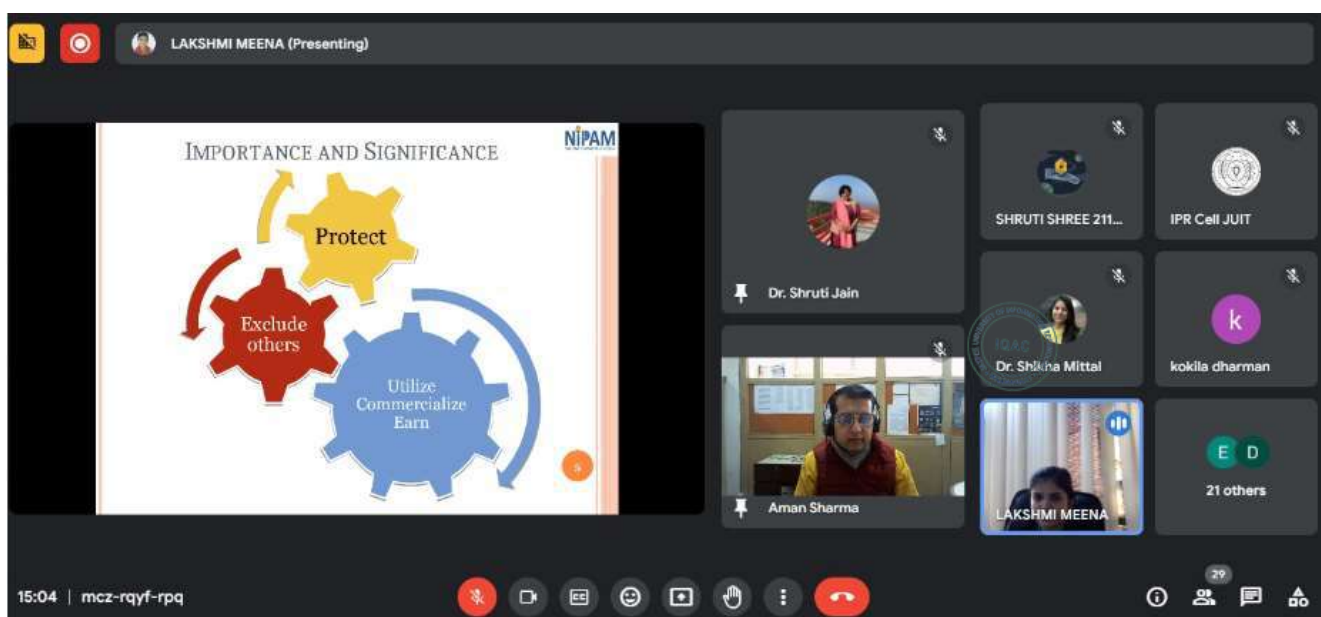 LAKSHMI MEENA (Presenting)
IMPORTANCE AND SIGNIFICANCE
NIPAM
Protect
Exclude
others
Utilize
Commercialize
Earn
Dr. Shruti Jain
SHRUTI SHREE 211...
IPR Cell JUIT
IQAC
Dr. Shikha Mittal
k
kokila dharman
Aman Sharma
LAKSHMI MEENA
E D
21 others
15:04 | mcz-rqyf-rpq
CC
29